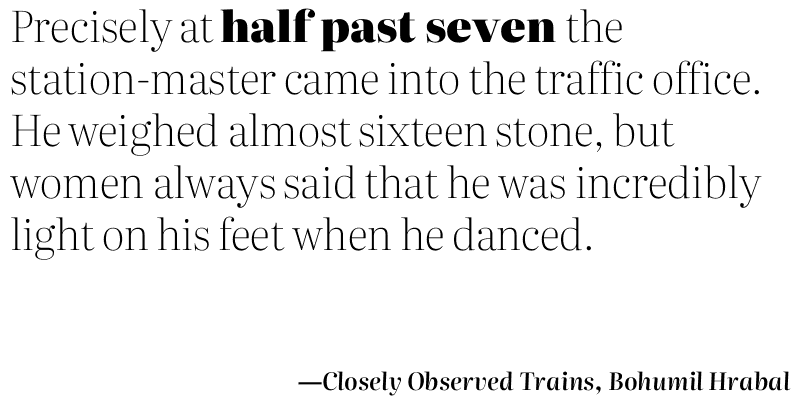 Precisely at half past seven the
station-master came into the traffic office.
He weighed almost sixteen stone, but
women always said that he was incredibly
light on his feet when he danced.
—Closely Observed Trains, Bohumil Hrabal